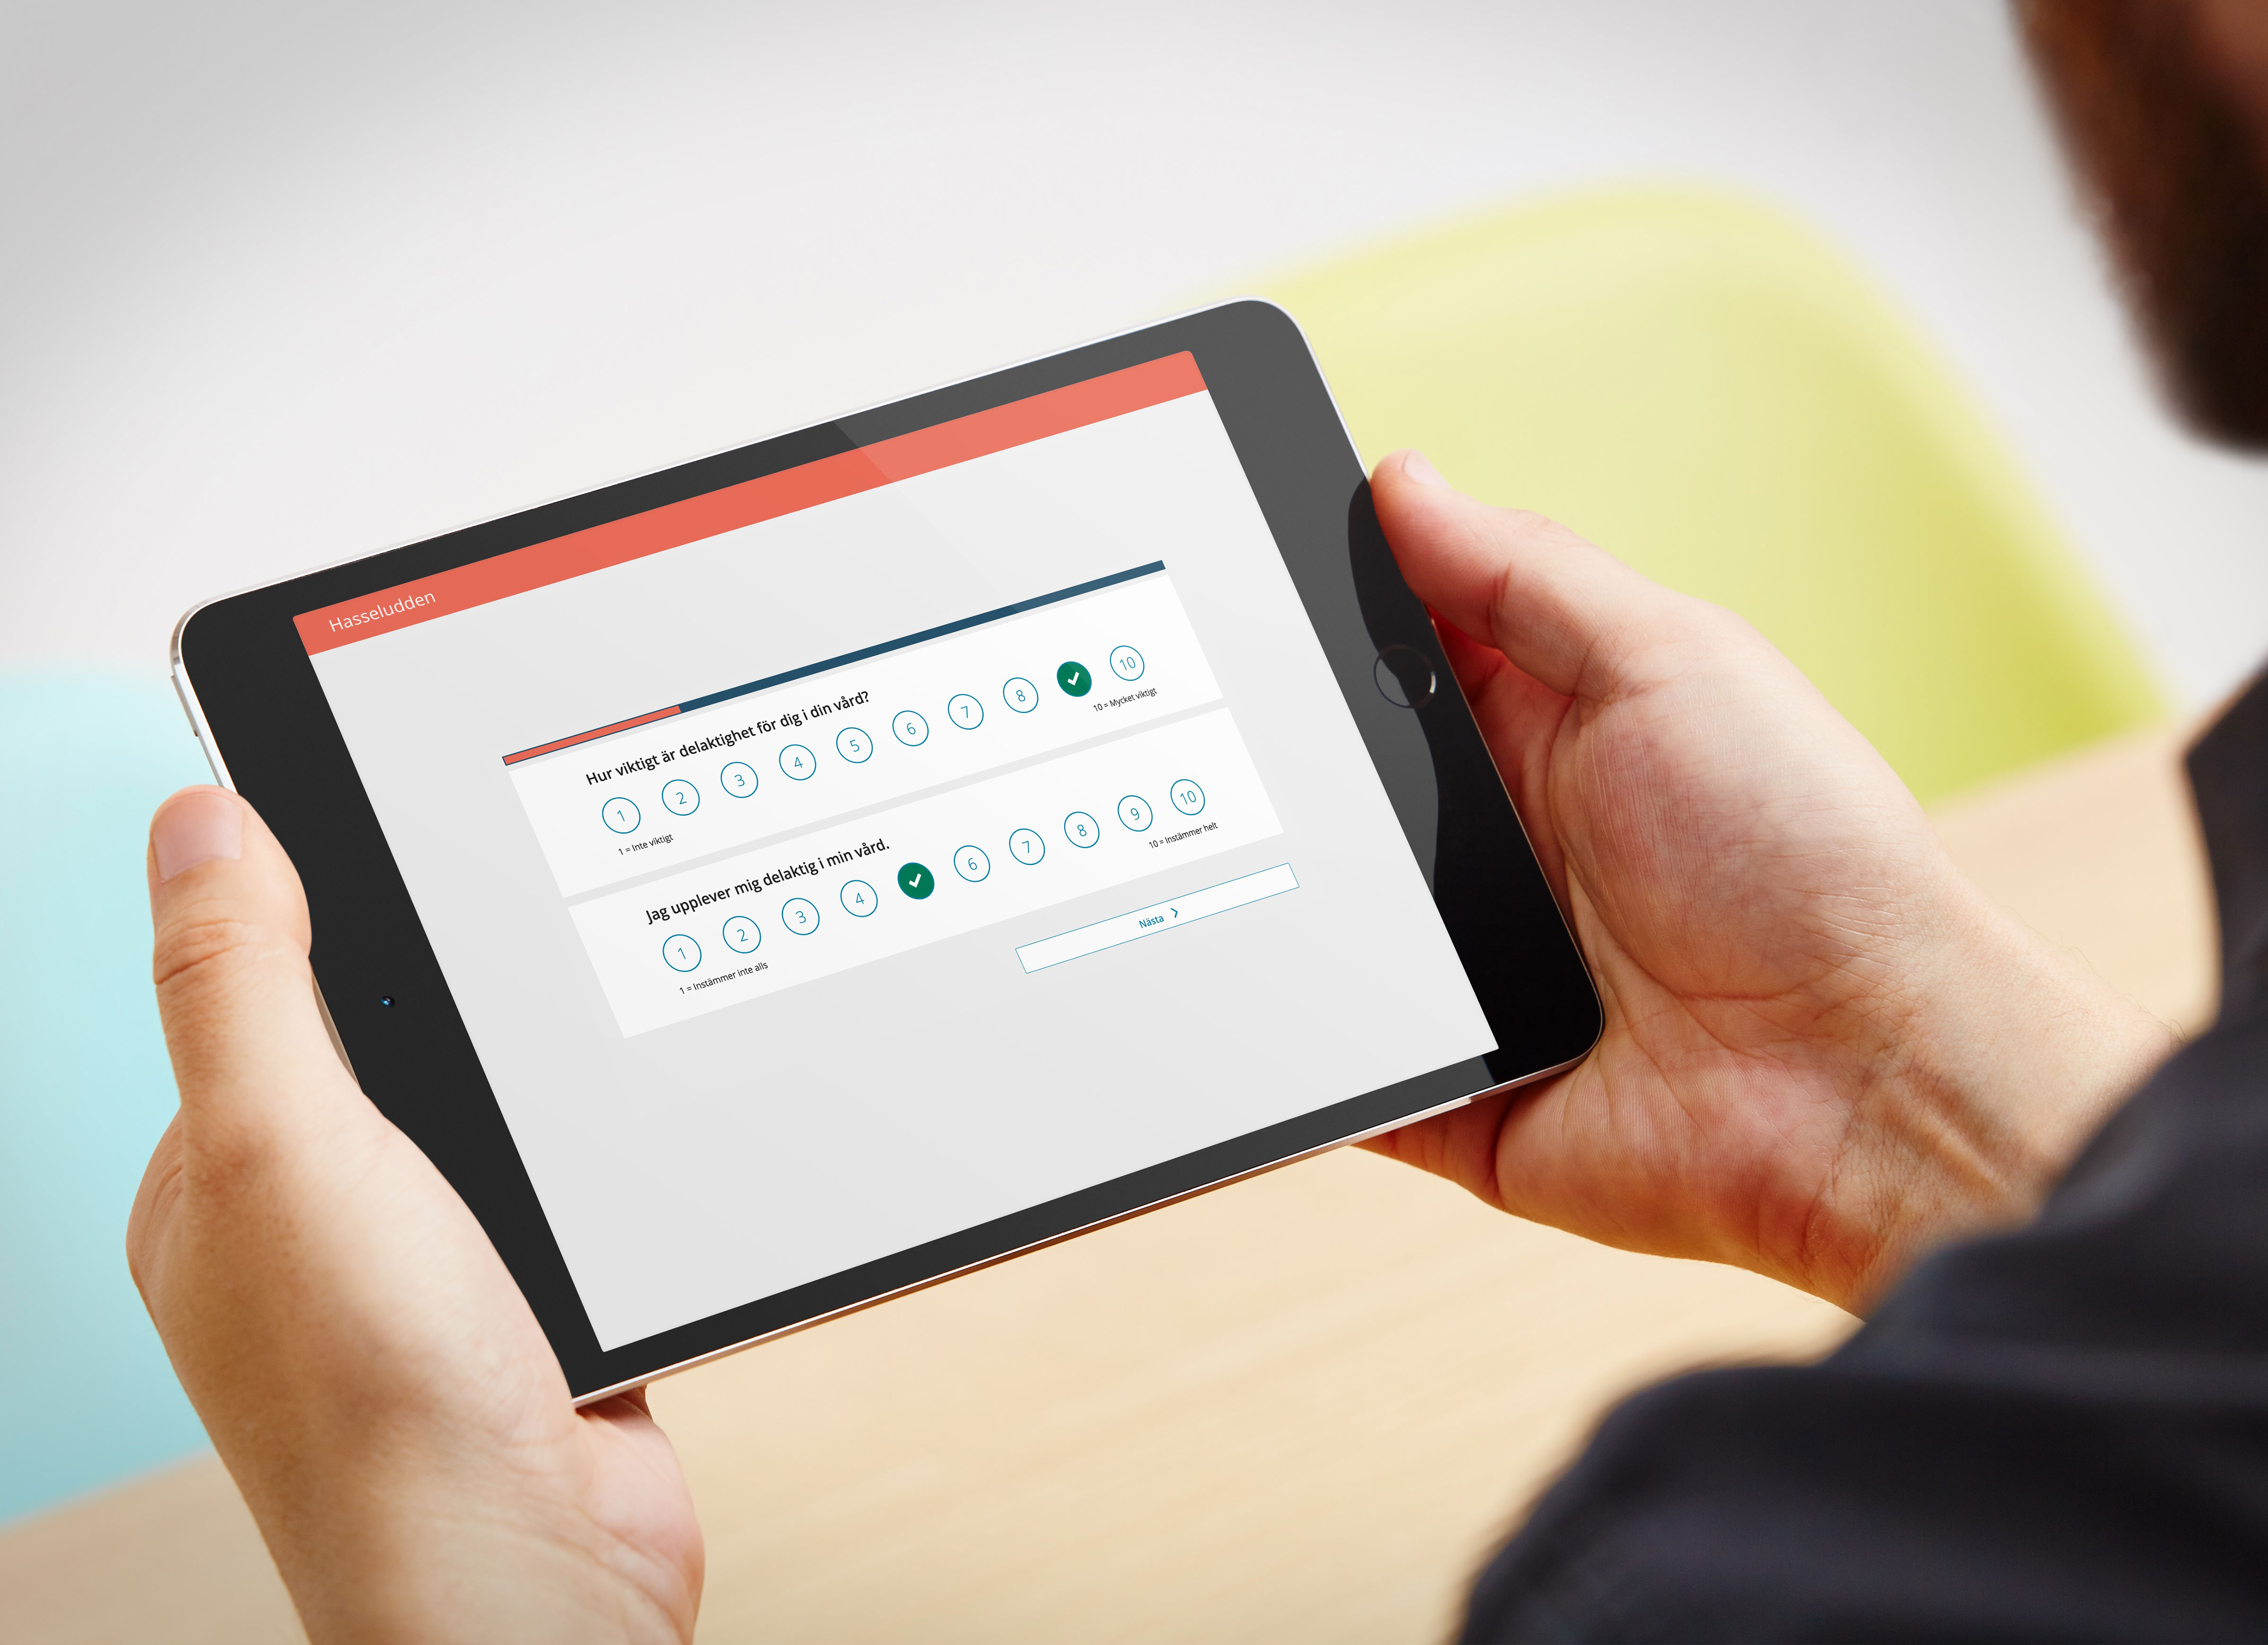 Hasseludden
Hur viktigt är delaktighet för dig i din vård?
1 2 3 4 5 6 7 8 10
1 = Inte viktigt 10 = Mycket viktigt
Jag upplever mig delaktig i min vård.
1 2 3 4 6 7 8 9 10
1 = Instämmer inte alls 10 = Instämmer helt
Nästa